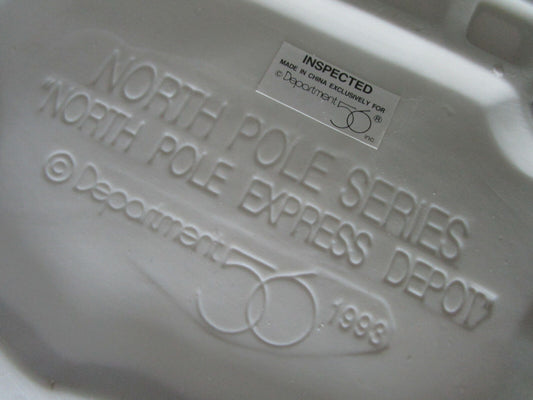 INSPECTED
MADE IN CHINA EXCLUSIVELY FOR
©Department 56®
inc.
NORTH POLE SERIES
"NORTH POLE EXPRESS DEPOT"
© Department 56 1993